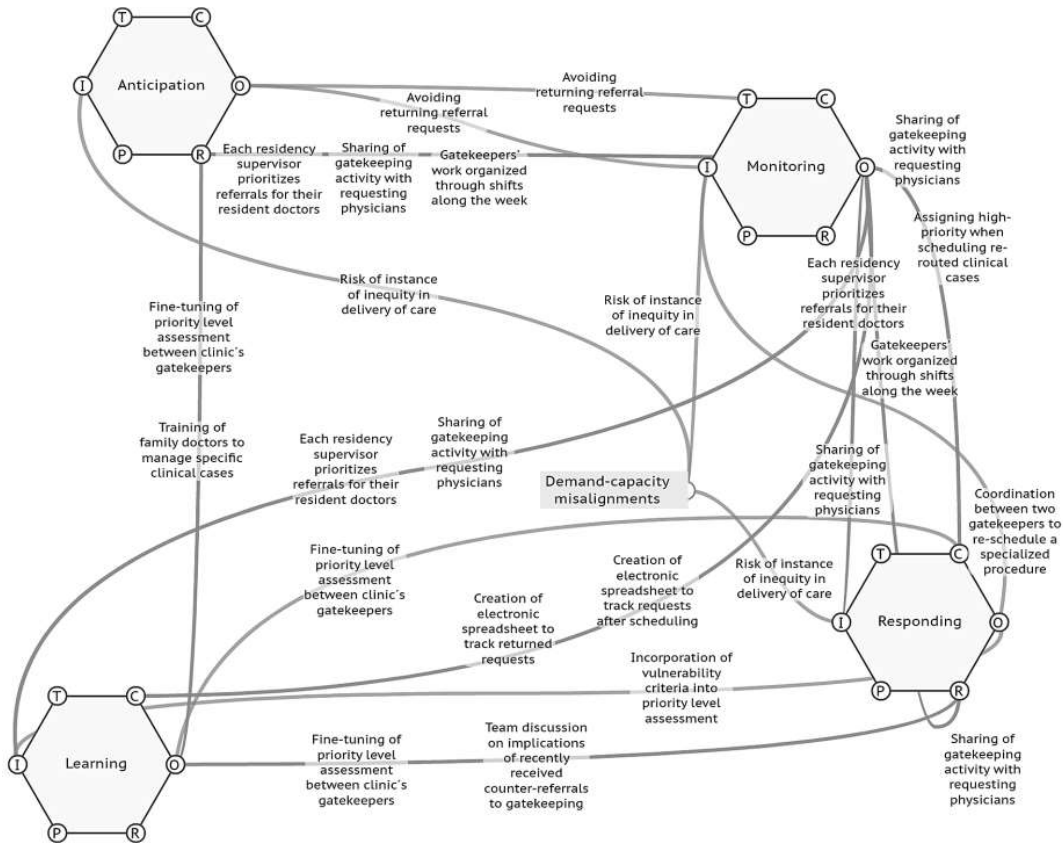 T
C
I
Anticipation
O
P
R
Avoiding
returning referral
requests
Avoiding
returning referral
requests
Each residency
supervisor
prioritizes
referrals for their
resident doctors
Sharing of
gatekeeping
activity with
requesting
physicians
Gatekeepers'
work organized
through shifts
along the week
T
C
I
Monitoring
O
P
R
Sharing of
gatekeeping
activity with
requesting
physicians
Assigning high-
priority when
scheduling re-
routed clinical
cases
Risk of instance
of inequity in
delivery of care
Risk of instance
of inequity in
delivery of care
Each residency
supervisor
prioritizes
referrals for their
resident doctors
Gatekeepers'
work organized
through shifts
along the week
Fine-tuning of
priority level
assessment
between clinic's
gatekeepers
Training of
family doctors to
manage specific
clinical cases
Each residency
supervisor
prioritizes
referrals for their
resident doctors
Sharing of
gatekeeping
activity with
requesting
physicians
Demand-capacity
misalignments
Sharing of
gatekeeping
activity with
requesting
physicians
Coordination
between two
gatekeepers to
re-schedule a
specialized
procedure
Fine-tuning of
priority level
assessment
between clinic's
gatekeepers
Creation of
electronic
spreadsheet to
track returned
requests
Creation of
electronic
spreadsheet to
track requests
after scheduling
Risk of instance
of inequity in
delivery of care
T
C
I
Responding
O
P
R
Incorporation of
vulnerability
criteria into
priority level
assessment
T
C
I
Learning
O
P
R
Fine-tuning of
priority level
assessment
between clinic's
gatekeepers
Team discussion
on implications
of recently
received
counter-referrals
to gatekeeping
Sharing of
gatekeeping
activity with
requesting
physicians